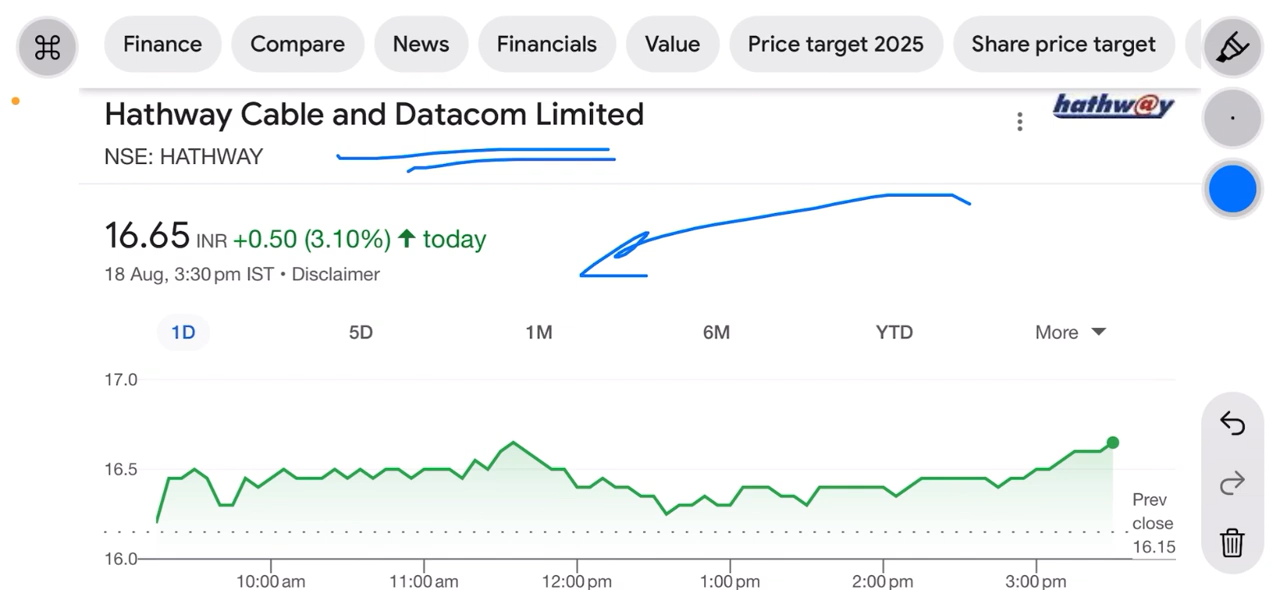 Finance Compare News Financials Value Price target 2025 Share price target
Hathway Cable and Datacom Limited
hathw@y
NSE: HATHWAY
16.65 INR +0.50 (3.10%) ↑ today
18 Aug, 3:30 pm IST • Disclaimer
1D 5D 1M 6M YTD More
17.0
16.5
Prev
close
16.15
16.0
10:00 am 11:00 am 12:00 pm 1:00 pm 2:00 pm 3:00 pm